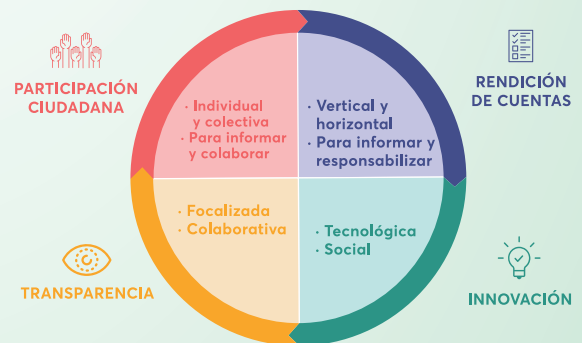 PARTICIPACIÓN
CIUDADANA
· Individual
y colectiva
· Para informar
y colaborar
· Vertical y
horizontal
· Para informar y
responsabilizar
RENDICIÓN
DE CUENTAS
TRANSPARENCIA
· Focalizada
· Colaborativa
· Tecnológica
· Social
INNOVACIÓN